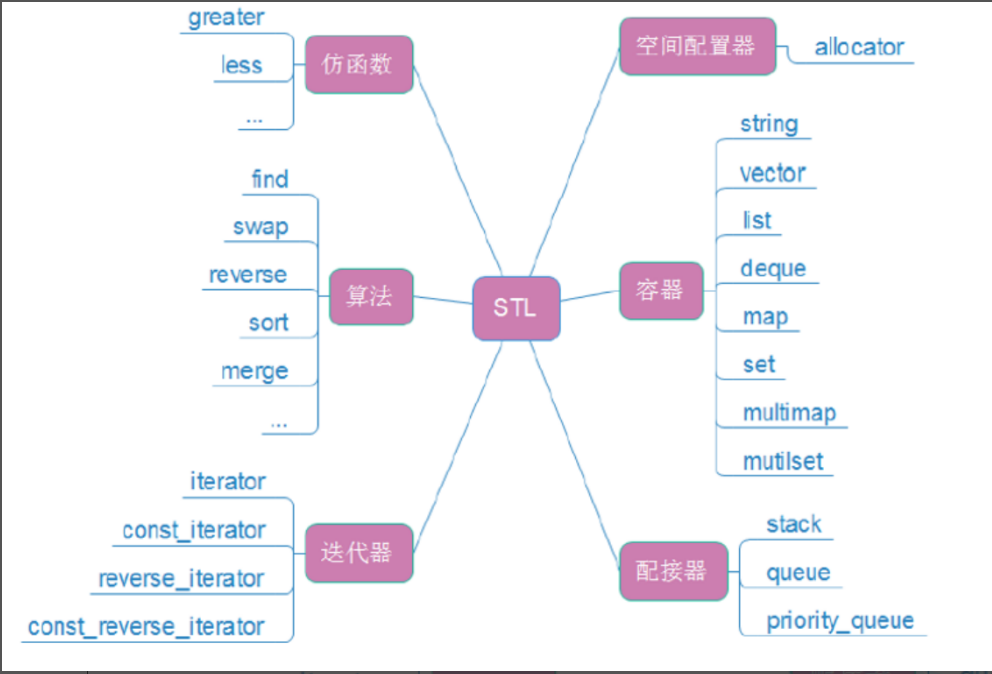 greater
less
...
仿函数
find
swap
reverse
sort
merge
...
算法
iterator
const_iterator
reverse_iterator
const_reverse_iterator
迭代器
STL
空间配置器
allocator
容器
string
vector
list
deque
map
set
multimap
mutilset
配接器
stack
queue
priority_queue